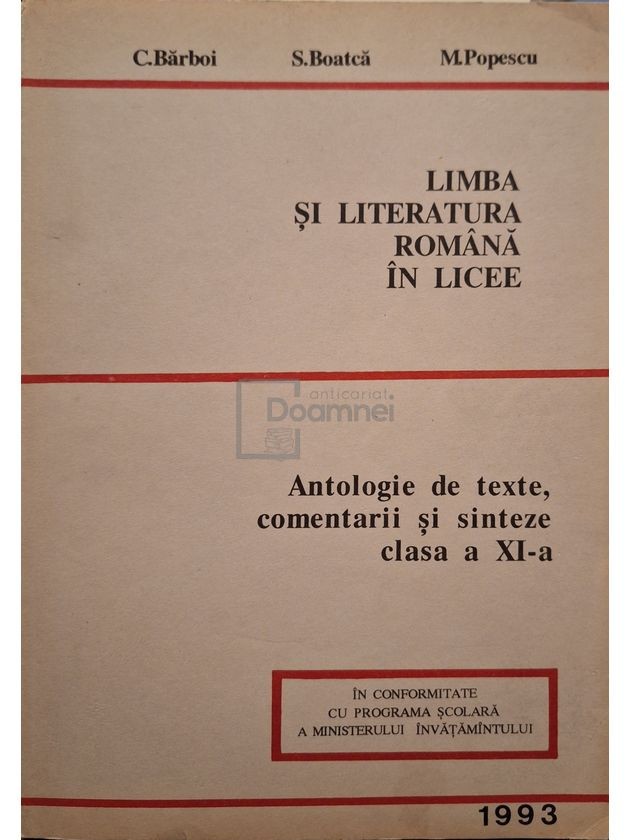 C.Bărboi S.Boatcă M.Popescu
LIMBA
ȘI LITERATURA
ROMÂNĂ
ÎN LICEE
anticariat
Doamnei
Antologie de texte,
comentarii și sinteze
clasa a XI-a
ÎN CONFORMITATE
CU PROGRAMA ȘCOLARĂ
A MINISTERULUI ÎNVĂȚĂMÎNTULUI
1993